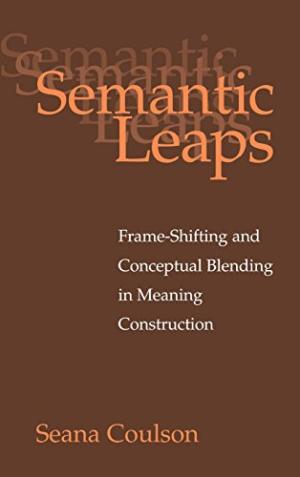 Semantic
Leaps
Frame-Shifting and
Conceptual Blending
in Meaning
Construction
Seana Coulson